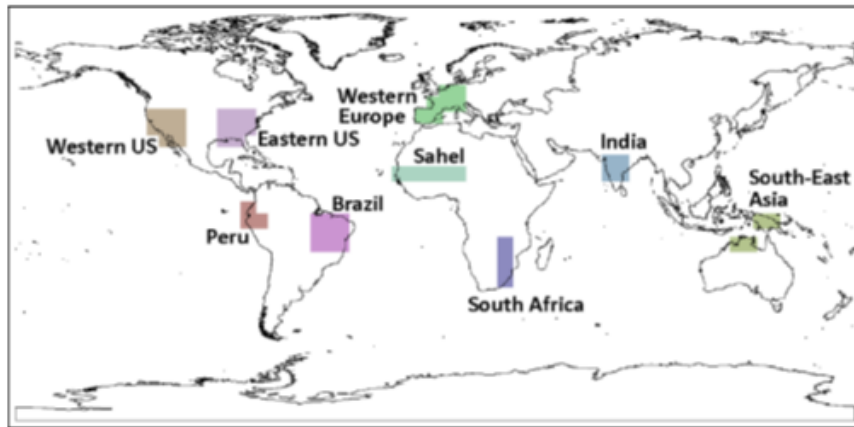 Western
Europe
Western US
Eastern US
Sahel
India
South-East
Asia
Brazil
Peru
South Africa